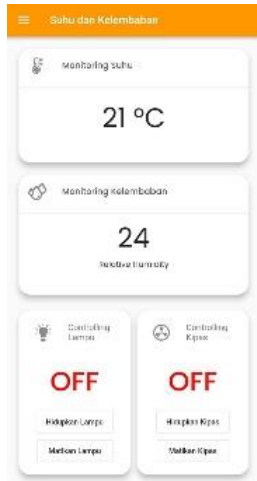 Suhu dan Kelembaban
Monitoring Suhu
21 °C
Monitoring Kelembaban
24
Relative Humidity
Controlling
Lampu
OFF
Hidupkan Lampu
Matikan Lampu
Controlling
Kipas
OFF
Hidupkan Kipas
Matikan Kipas